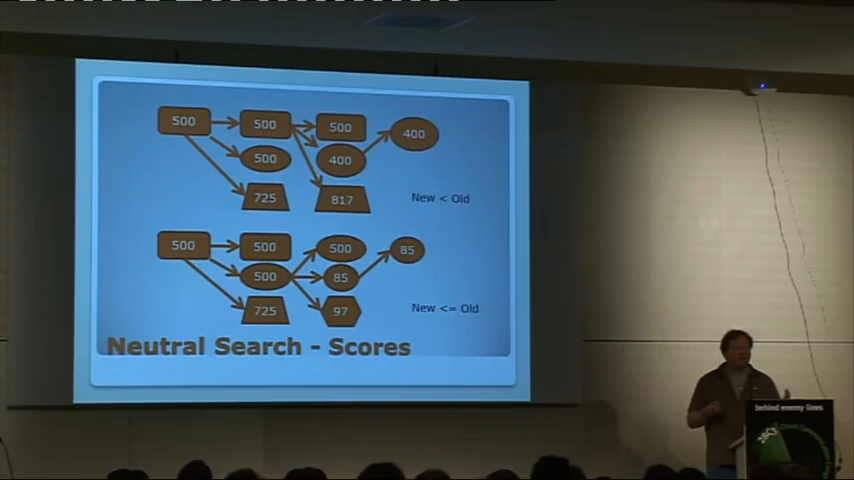 500 500 500 400
500 400
725 817
New < Old
500 500 500 85
500 85
725 97
New <= Old
Neutral Search - Scores
behind enemy lines